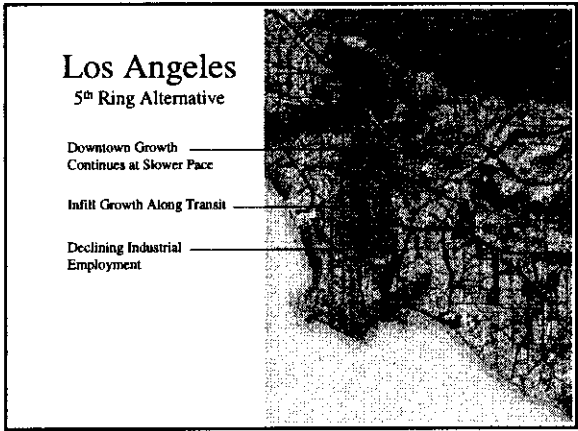 Los Angeles
5th Ring Alternative
Downtown Growth
Continues at Slower Pace
Infill Growth Along Transit
Declining Industrial
Employment